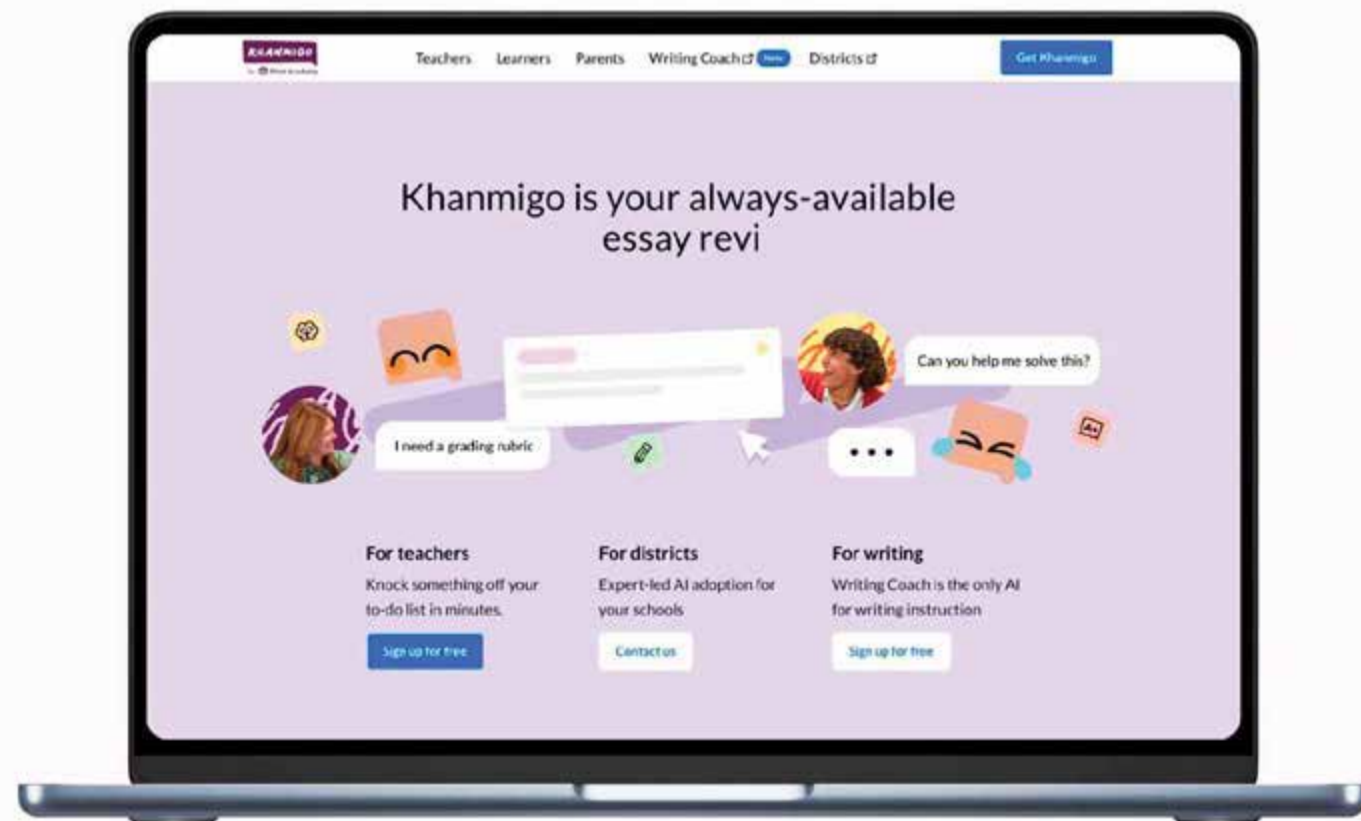 KHANMIGO
Teachers Learners Parents Writing Coach New Districts
Get Khanmigo
Khanmigo is your always-available
essay revi
Can you help me solve this?
I need a grading rubric
A+
For teachers
Knock something off your
to-do list in minutes.
Sign up for free
For districts
Expert-led AI adoption for
your schools
Contact us
For writing
Writing Coach is the only AI
for writing instruction
Sign up for free